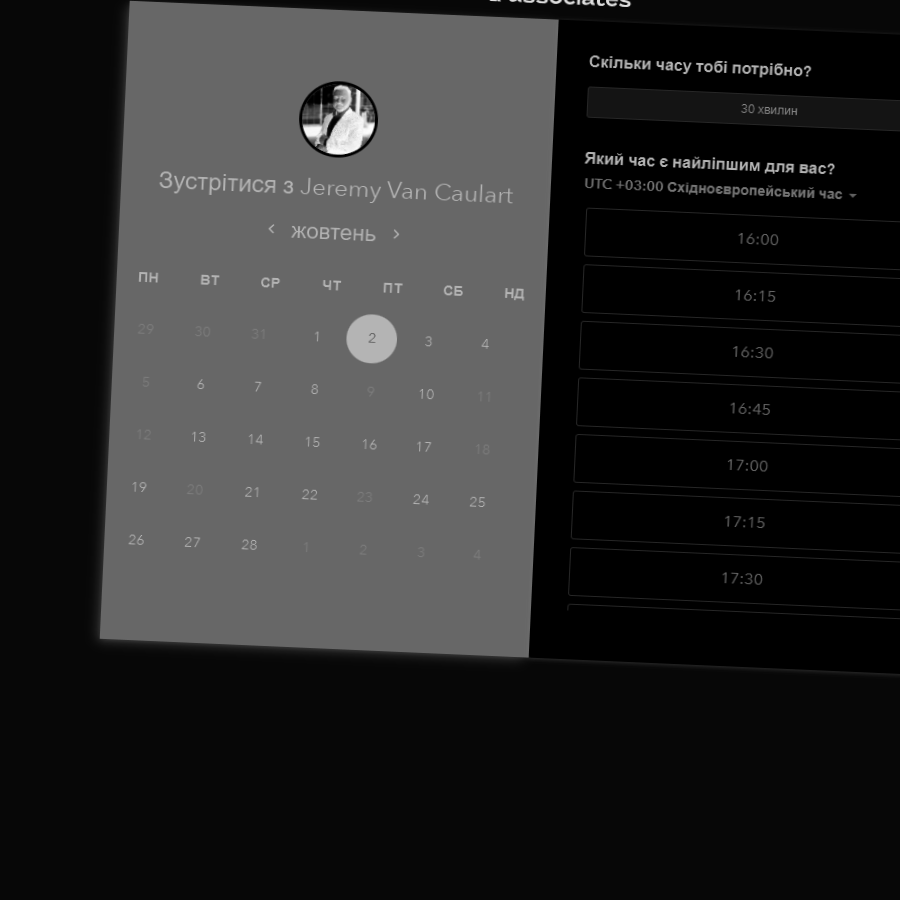 & associates
Зустрітися з Jeremy Van Caulart
‹ жовтень ›
ПН ВТ СР ЧТ ПТ СБ НД
29 30 31 1 2 3 4
5 6 7 8 9 10 11
12 13 14 15 16 17 18
19 20 21 22 23 24 25
26 27 28 1 2 3 4
Скільки часу тобі потрібно?
30 хвилин
Який час є найліпшим для вас?
UTC +03:00 Східноєвропейський час
16:00
16:15
16:30
16:45
17:00
17:15
17:30